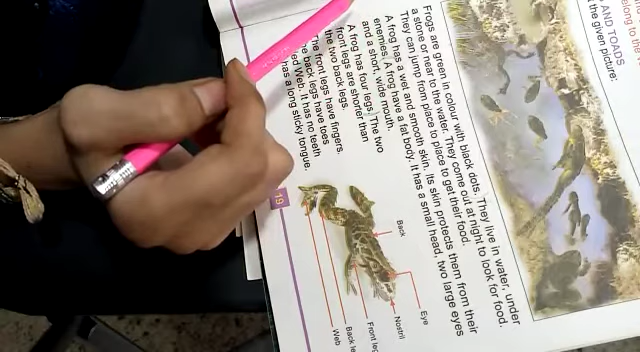 AND TOADS
elong to the
the given picture:
Frogs are green in colour with black dots. They live in water, under
a stone or near to the water. They come out at night to look for food.
They can jump from place to place to get their food.
A frog has a wet and smooth skin. Its skin protects them from their
enemies. A frog have a fat body. It has a small head, two large eyes
and a short, wide mouth.
A frog has four legs. The two
front legs are shorter than
the two back legs.
The front legs have fingers.
back legs have toes
Web. It has no teeth
has a long sticky tongue.
Back
Eye
Nostril
Front leg
Back le
Web
19